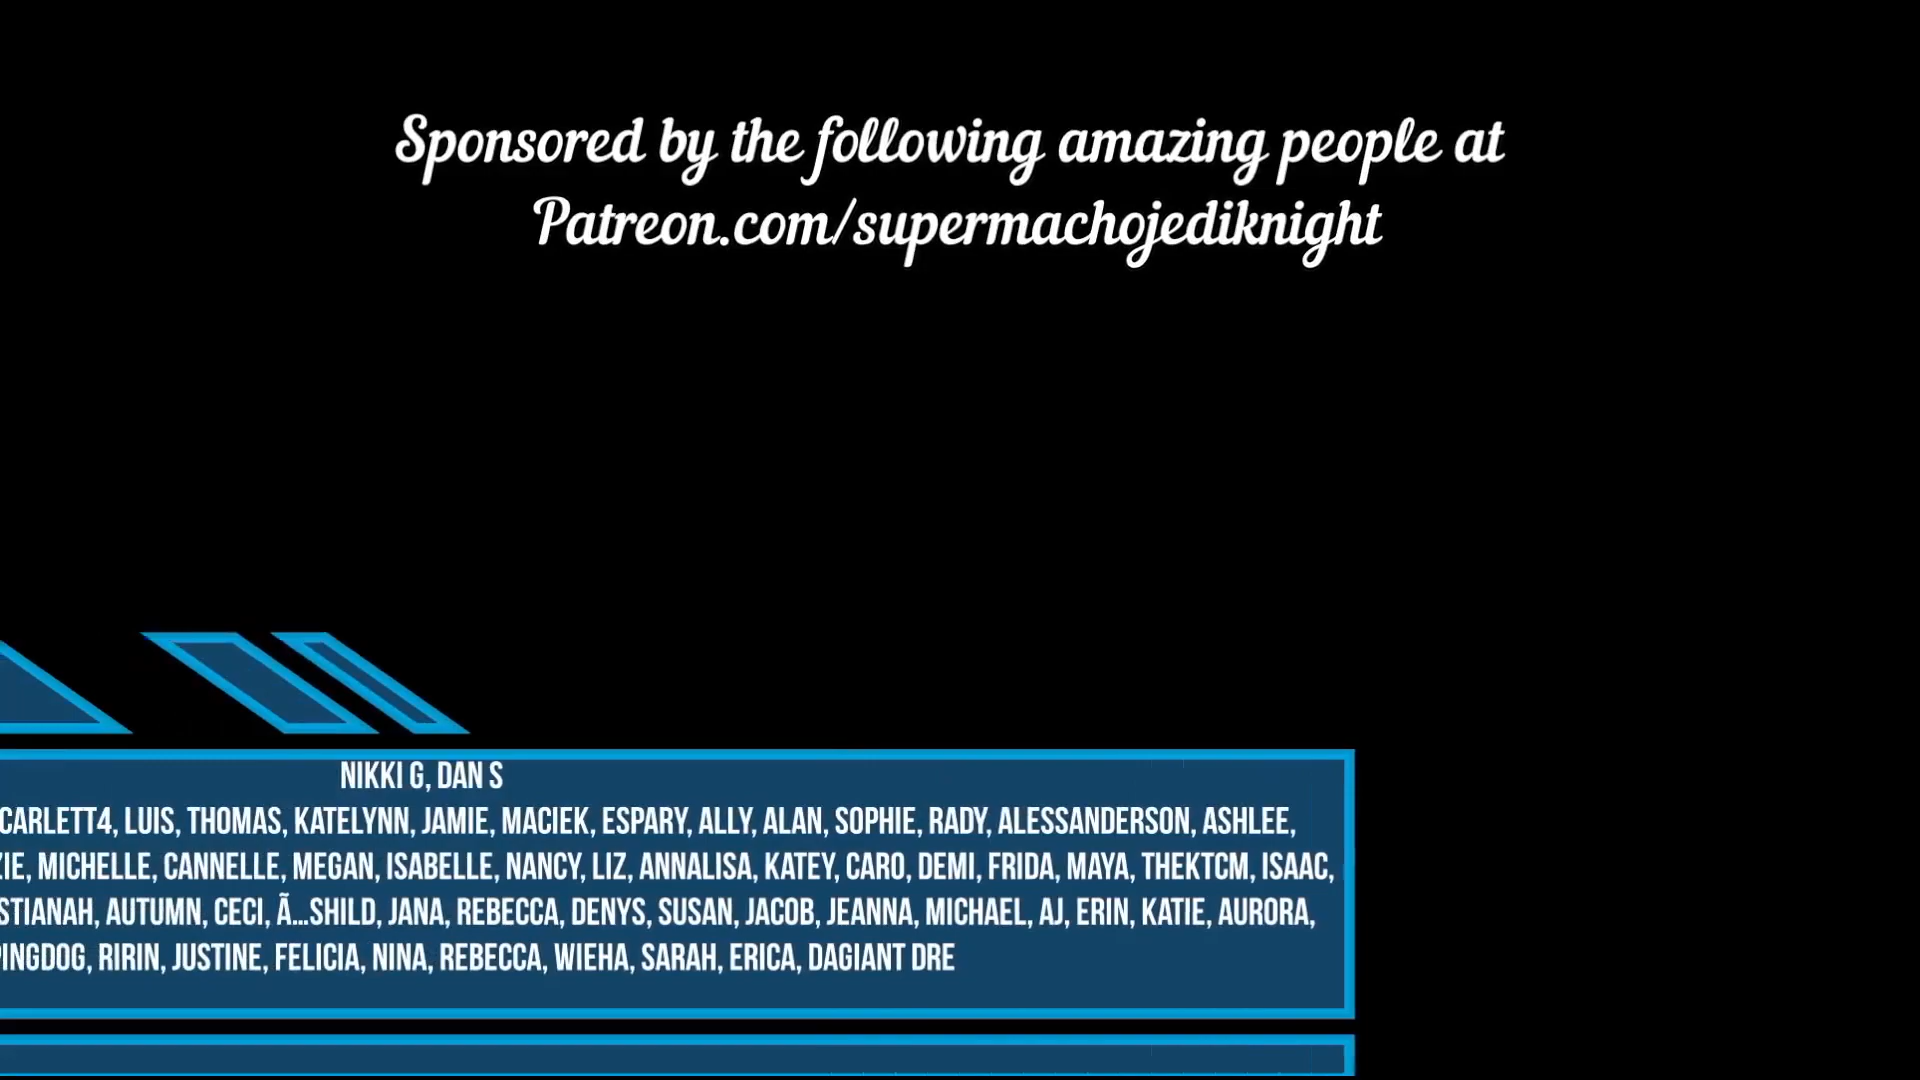 Sponsored by the following amazing people at
Patreon.com/supermachojediknight
NIKKI G, DAN S
CARLETT4, LUIS, THOMAS, KATELYNN, JAMIE, MACIEK, ESPARY, ALLY, ALAN, SOPHIE, RADY, ALESSANDERSON, ASHLEE,
ZIE, MICHELLE, CANNELLE, MEGAN, ISABELLE, NANCY, LIZ, ANNALISA, KATEY, CARO, DEMI, FRIDA, MAYA, THEKTCM, ISAAC,
STIANAH, AUTUMN, CECI, Ã…SHILD, JANA, REBECCA, DENYS, SUSAN, JACOB, JEANNA, MICHAEL, AJ, ERIN, KATIE, AURORA,
PINGDOG, RIRIN, JUSTINE, FELICIA, NINA, REBECCA, WIEHA, SARAH, ERICA, DAGIANT DRE